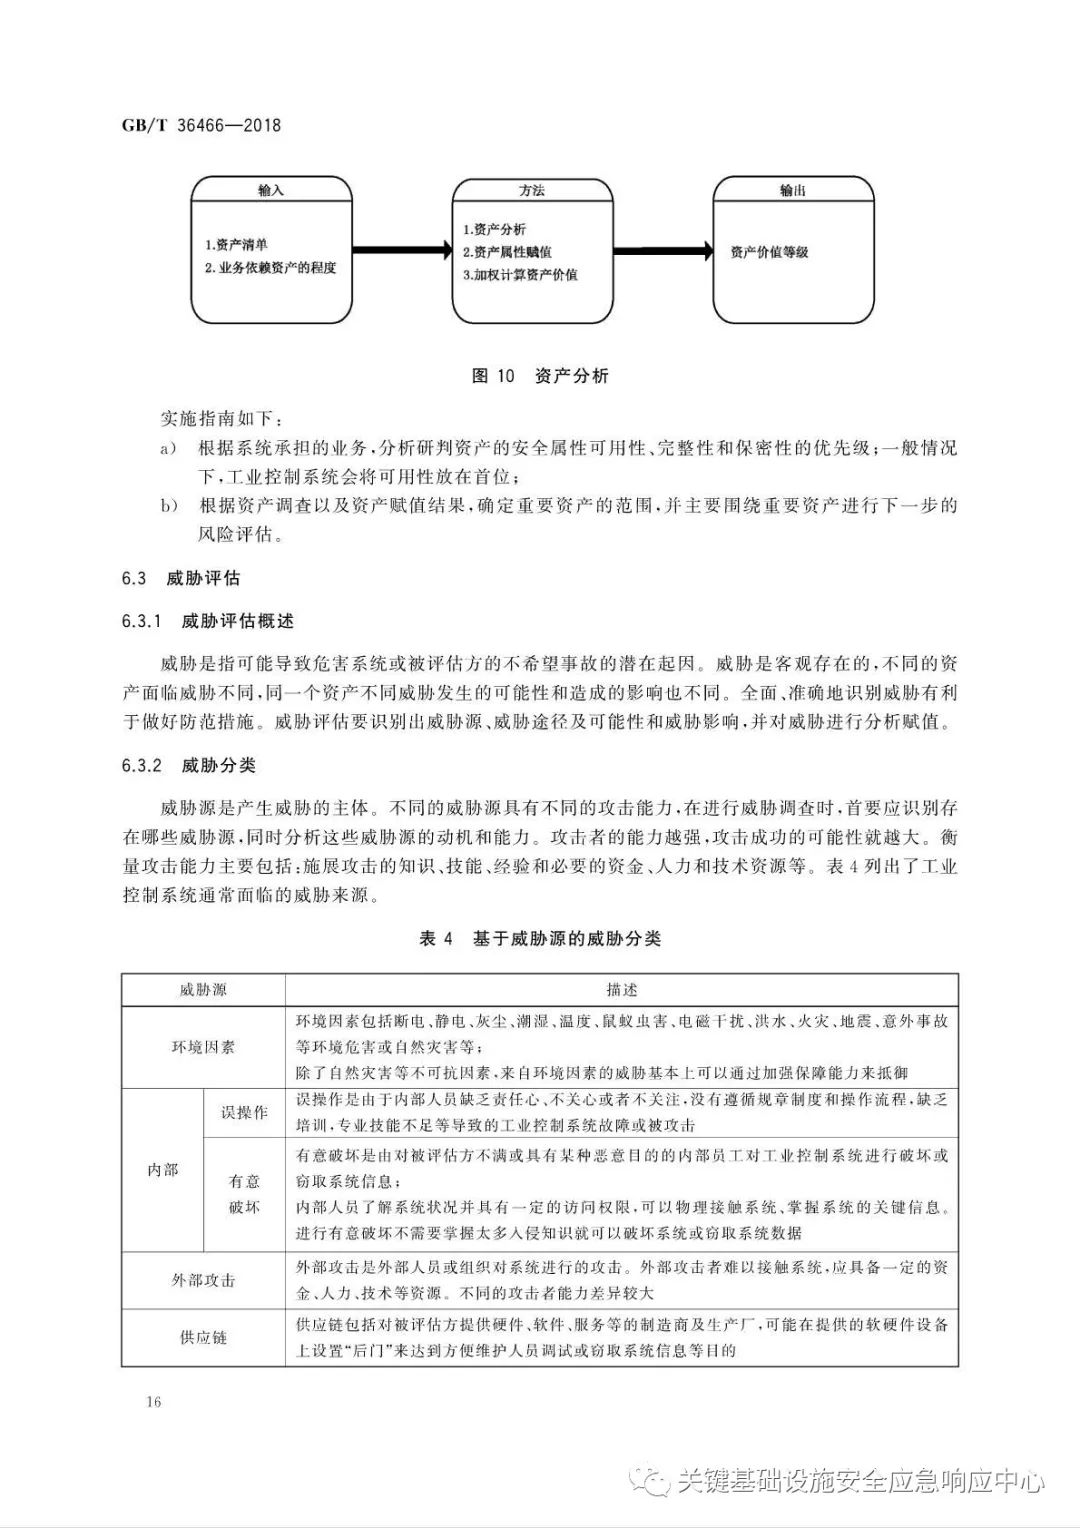 GB/T 36466—2018
输入
1.资产清单
2.业务依赖资产的程度
方法
1.资产分析
2.资产属性赋值
3.加权计算资产价值
输出
资产价值等级
图 10 资产分析
实施指南如下：
a) 根据系统承担的业务,分析研判资产的安全属性可用性、完整性和保密性的优先级;一般情况
下,工业控制系统会将可用性放在首位;
b) 根据资产调查以及资产赋值结果,确定重要资产的范围,并主要围绕重要资产进行下一步的
风险评估。
6.3 威胁评估
6.3.1 威胁评估概述
威胁是指可能导致危害系统或被评估方的不希望事故的潜在起因。威胁是客观存在的,不同的资
产面临威胁不同,同一个资产不同威胁发生的可能性和造成的影响也不同。全面、准确地识别威胁有利
于做好防范措施。威胁评估要识别出威胁源、威胁途径及可能性和威胁影响,并对威胁进行分析赋值。
6.3.2 威胁分类
威胁源是产生威胁的主体。不同的威胁源具有不同的攻击能力,在进行威胁调查时,首要应识别存
在哪些威胁源,同时分析这些威胁源的动机和能力。攻击者的能力越强,攻击成功的可能性就越大。衡
量攻击能力主要包括:施展攻击的知识、技能、经验和必要的资金、人力和技术资源等。表 4 列出了工业
控制系统通常面临的威胁来源。
表 4 基于威胁源的威胁分类
威胁源 描述
环境因素
环境因素包括断电、静电、灰尘、潮湿、温度、鼠蚁虫害、电磁干扰、洪水、火灾、地震、意外事故
等环境危害或自然灾害等;
除了自然灾害等不可抗因素,来自环境因素的威胁基本上可以通过加强保障能力来抵御
内部
误操作
误操作是由于内部人员缺乏责任心、不关心或者不关注,没有遵循规章制度和操作流程,缺乏
培训,专业技能不足等导致的工业控制系统故障或被攻击
有意
破坏
有意破坏是由对被评估方不满或具有某种恶意目的的内部员工对工业控制系统进行破坏或
窃取系统信息;
内部人员了解系统状况并具有一定的访问权限,可以物理接触系统、掌握系统的关键信息。
进行有意破坏不需要掌握太多入侵知识就可以破坏系统或窃取系统数据
外部攻击
外部攻击是外部人员或组织对系统进行的攻击。外部攻击者难以接触系统,应具备一定的资
金、人力、技术等资源。不同的攻击者能力差异较大
供应链
供应链包括对被评估方提供硬件、软件、服务等的制造商及生产厂,可能在提供的软硬件设备
上设置“后门”来达到方便维护人员调试或窃取系统信息等目的
16
关键基础设施安全应急响应中心